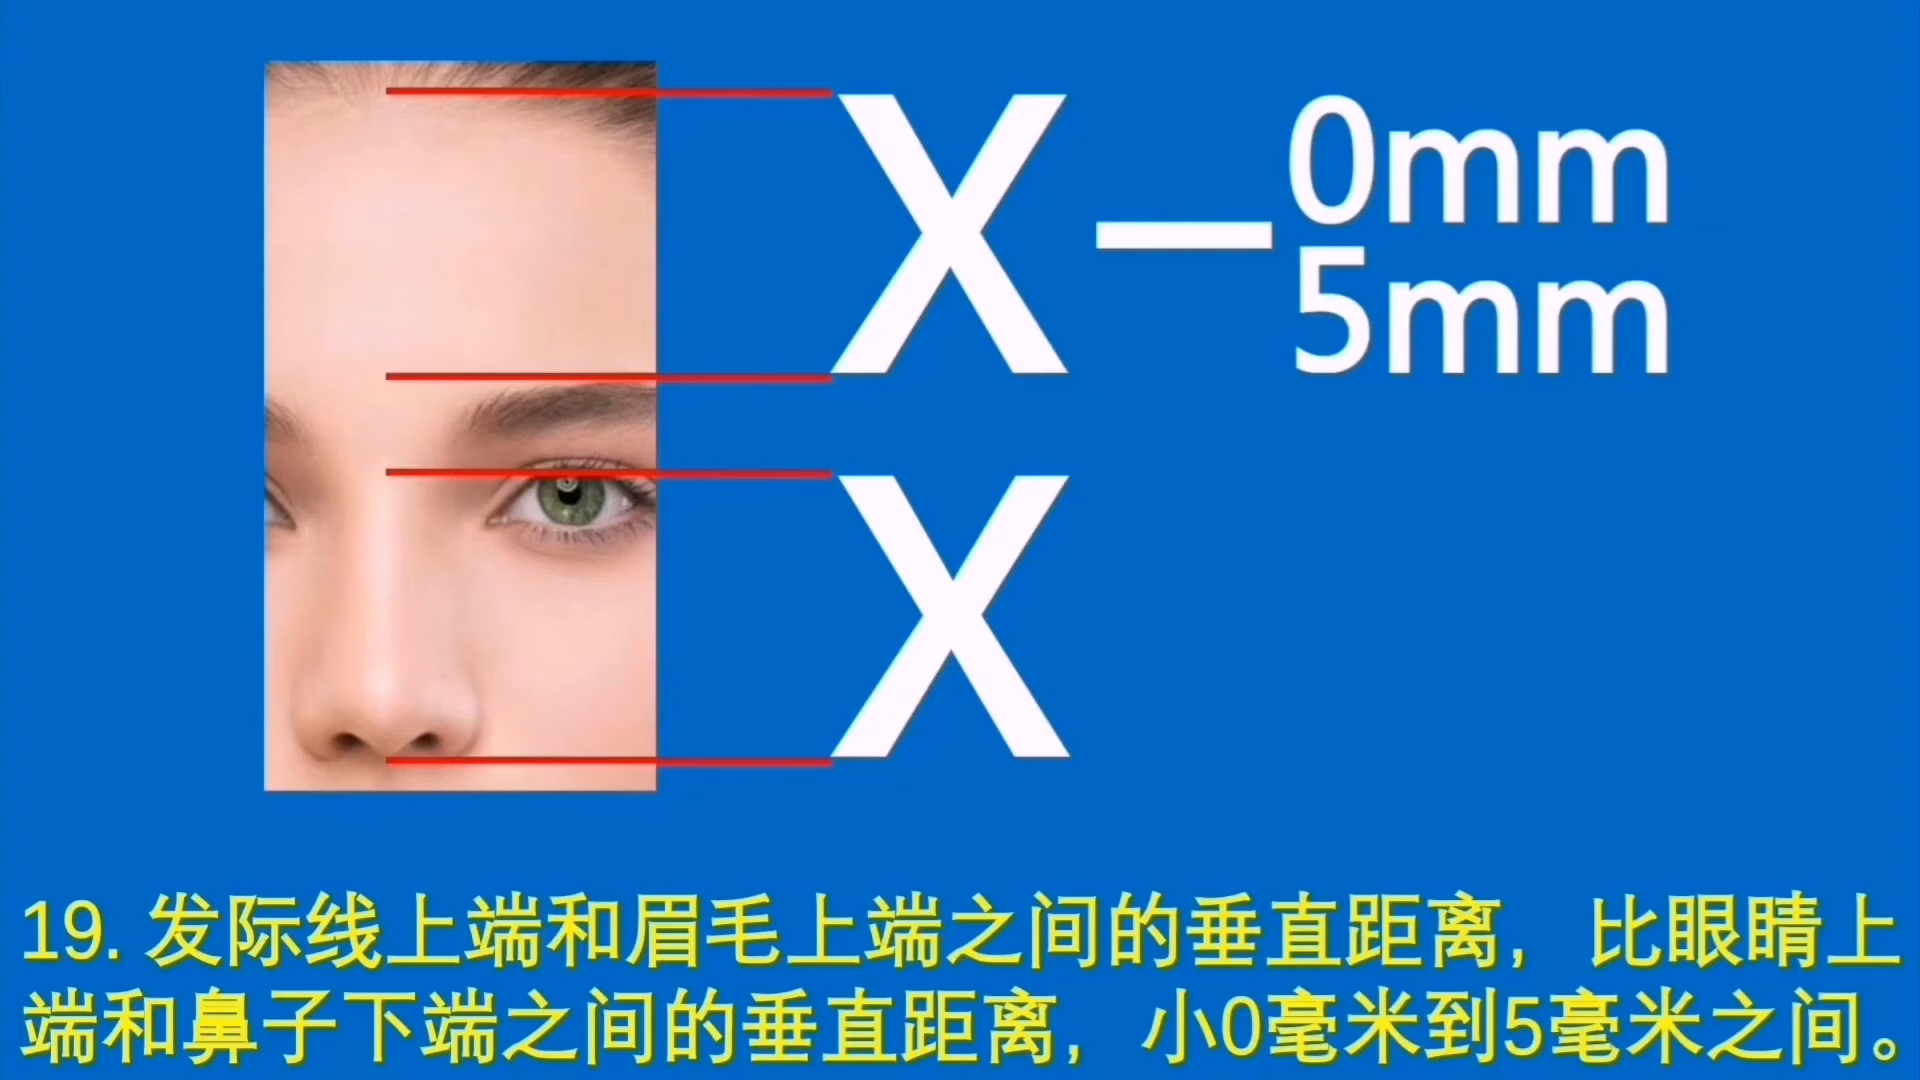 X
0mm
5mm
X
19. 发际线上端和眉毛上端之间的垂直距离，比眼睛上
端和鼻子下端之间的垂直距离，小0毫米到5毫米之间。